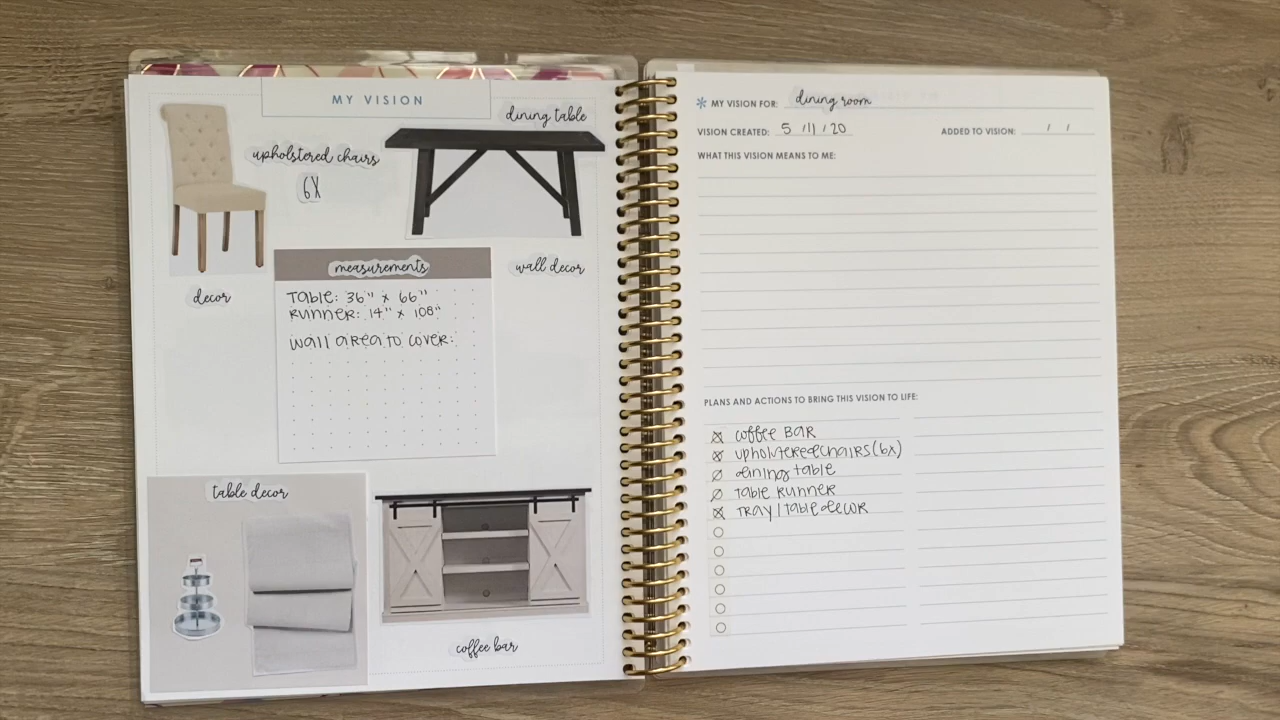 MY VISION
dining table
upholstered chairs
6X
measurements
wall decor
decor
Table: 36" x 66"
Runner: 14" x 108"
wall area to cover:
table decor
coffee bar
* MY VISION FOR: dining room
VISION CREATED: 5 / 11 / 20 ADDED TO VISION: / /
WHAT THIS VISION MEANS TO ME:
PLANS AND ACTIONS TO BRING THIS VISION TO LIFE:
coffee BAR
upholstered chairs (6x)
dining table
Table Runner
TRAY / table decor